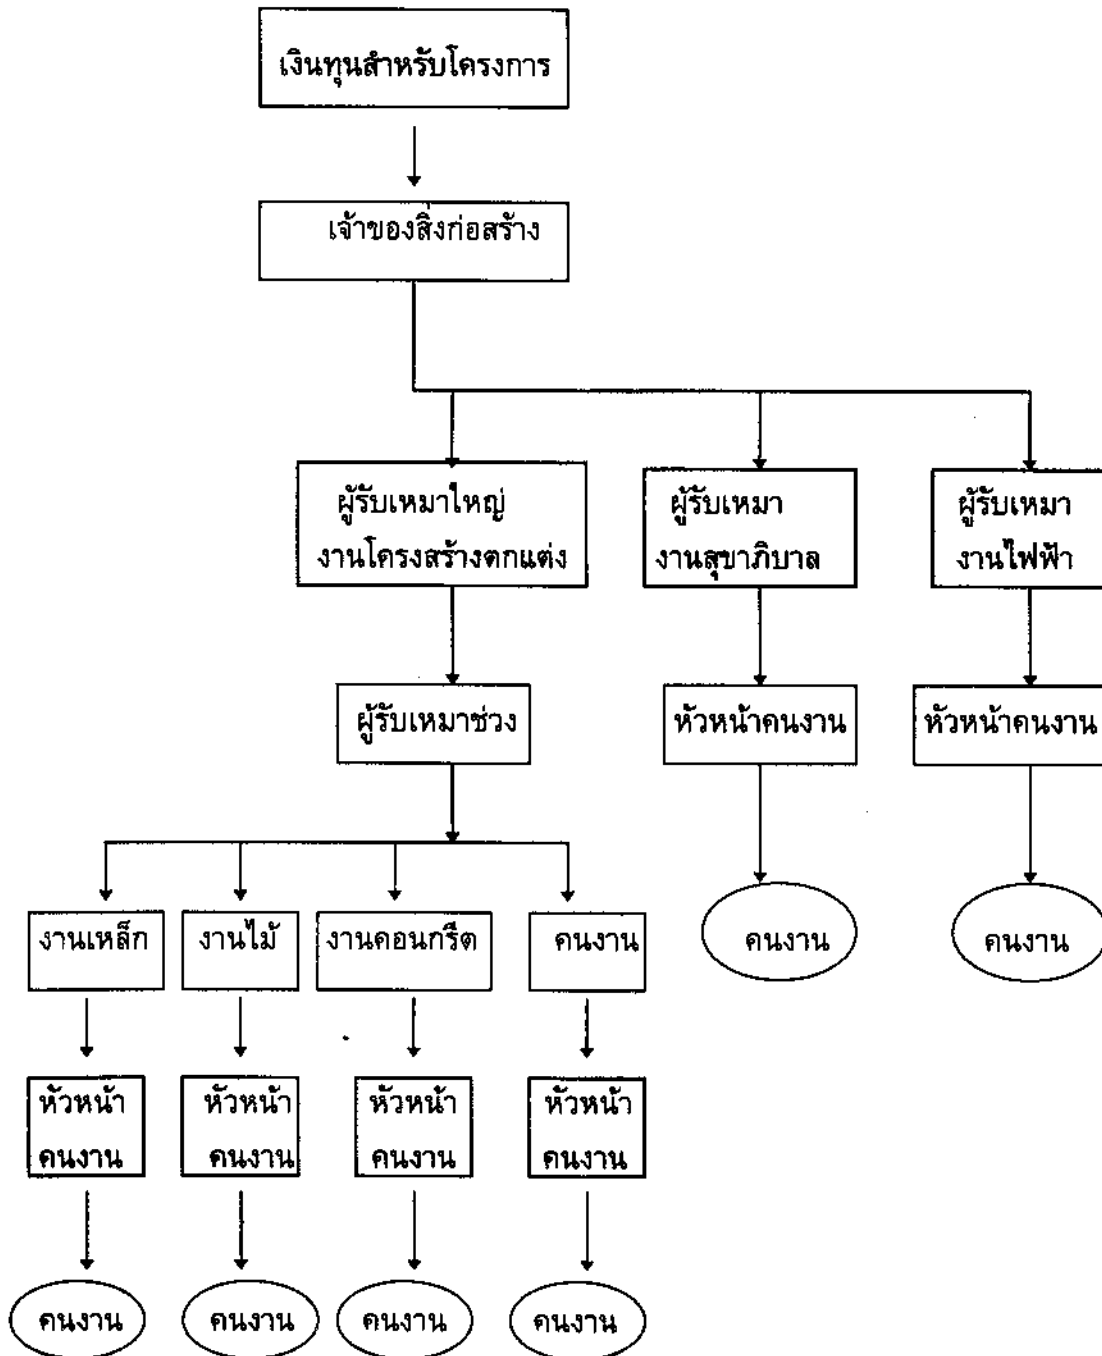 เงินทุนสำหรับโครงการ
เจ้าของสิ่งก่อสร้าง
ผู้รับเหมาใหญ่
งานโครงสร้างตกแต่ง
ผู้รับเหมา
งานสุขาภิบาล
ผู้รับเหมา
งานไฟฟ้า
ผู้รับเหมาช่วง
หัวหน้าคนงาน
หัวหน้าคนงาน
งานเหล็ก
งานไม้
งานคอนกรีต
คนงาน
คนงาน
คนงาน
หัวหน้า
คนงาน
หัวหน้า
คนงาน
หัวหน้า
คนงาน
หัวหน้า
คนงาน
คนงาน
คนงาน
คนงาน
คนงาน